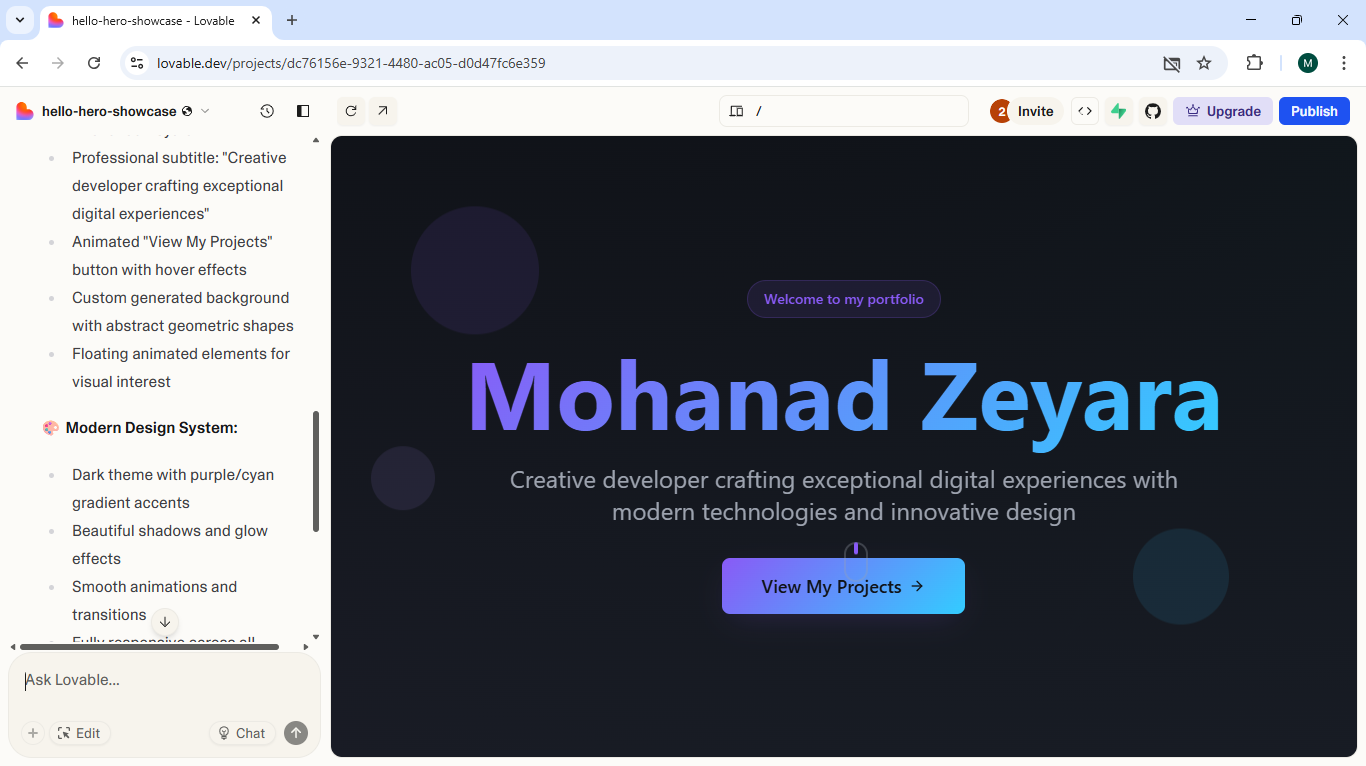 hello-hero-showcase - Lovable
lovable.dev/projects/dc76156e-9321-4480-ac05-d0d47fc6e359
M
hello-hero-showcase
/
2
Invite
Upgrade
Publish
Professional subtitle: "Creative
developer crafting exceptional
digital experiences"
Animated "View My Projects"
button with hover effects
Custom generated background
with abstract geometric shapes
Floating animated elements for
visual interest
🎨 Modern Design System:
Dark theme with purple/cyan
gradient accents
Beautiful shadows and glow
effects
Smooth animations and
transitions
Fully responsive across all
Ask Lovable...
Edit
Chat
Welcome to my portfolio
Mohanad Zeyara
Creative developer crafting exceptional digital experiences with
modern technologies and innovative design
View My Projects →